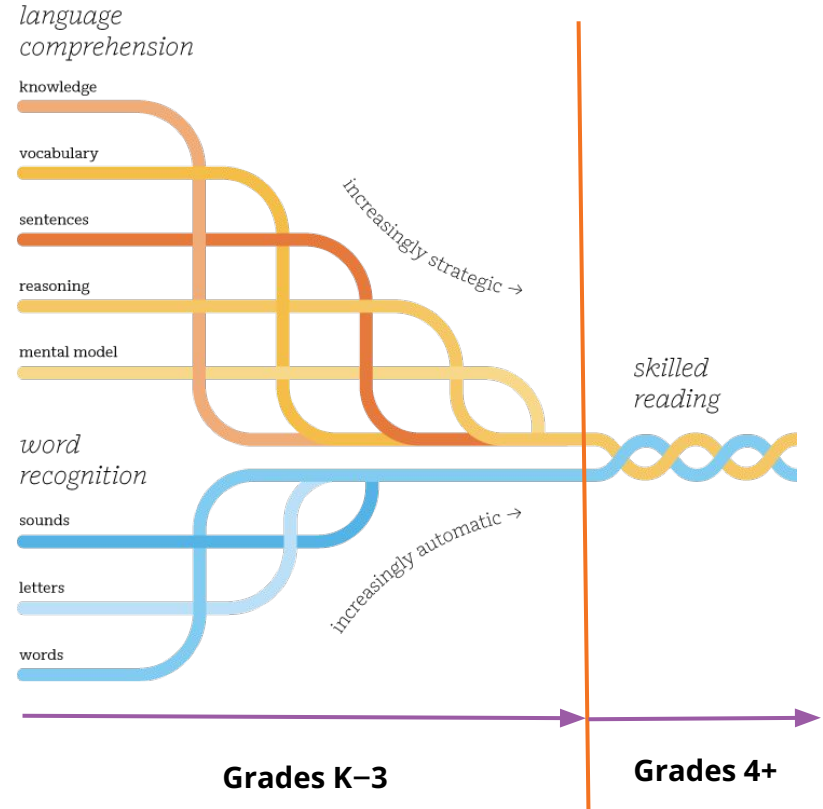 language
comprehension
knowledge
vocabulary
sentences
reasoning
mental model
increasingly strategic →
skilled
reading
word
recognition
sounds
letters
words
increasingly automatic →
Grades K–3
Grades 4+